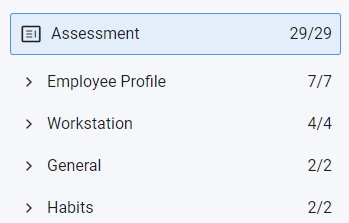 Assessment 29/29
Employee Profile 7/7
Workstation 4/4
General 2/2
Habits 2/2